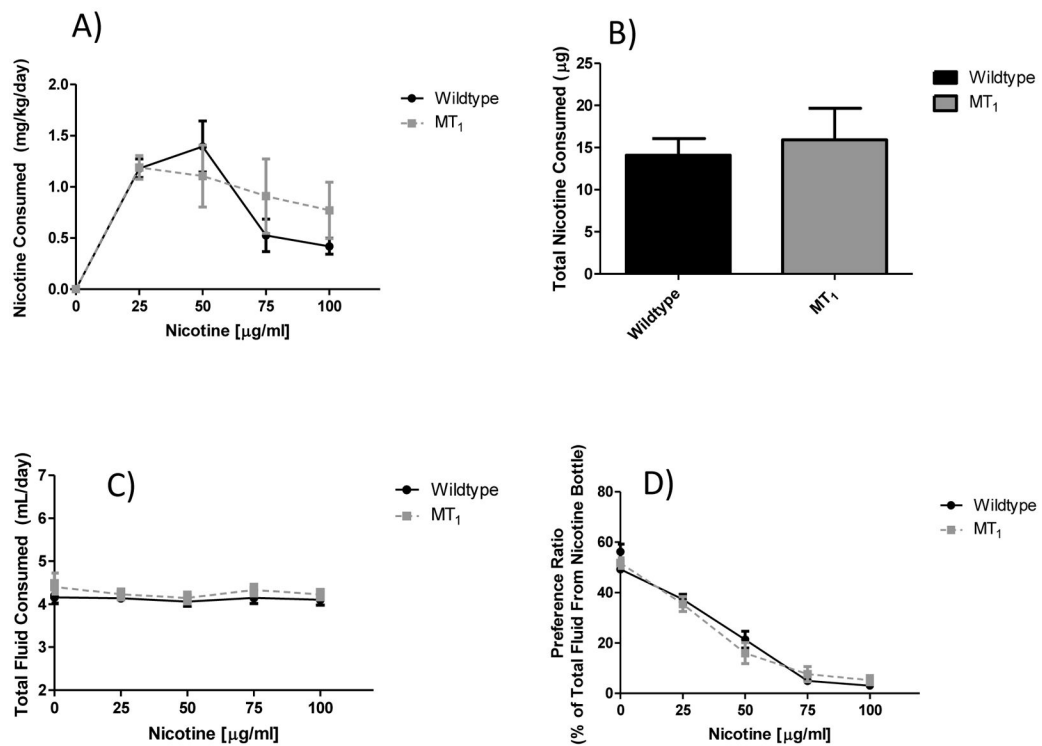 A)
Nicotine Consumed (mg/kg/day)
2.0
1.5
1.0
0.5
0.0
0 25 50 75 100
Nicotine [μg/ml]
Wildtype
MT₁
B)
Total Nicotine Consumed (μg)
25
20
15
10
5
0
Wildtype
MT₁
Wildtype
MT₁
C)
Total Fluid Consumed (mL/day)
7
6
5
4
3
2
0 25 50 75 100
Nicotine [μg/ml]
Wildtype
MT₁
D)
Preference Ratio
(% of Total Fluid From Nicotine Bottle)
80
60
40
20
0
0 25 50 75 100
Nicotine [μg/ml]
Wildtype
MT₁